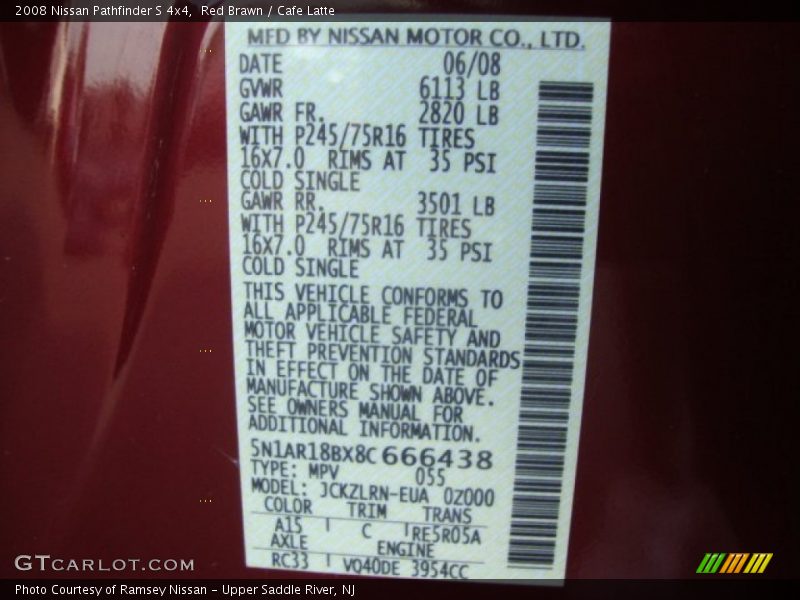 2008 Nissan Pathfinder S 4x4,  Red Brawn / Cafe Latte
MFD BY NISSAN MOTOR CO., LTD.
DATE 06/08
GVWR 6113 LB
GAWR FR. 2820 LB
WITH P245/75R16 TIRES
16X7.0 RIMS AT 35 PSI
COLD SINGLE
GAWR RR. 3501 LB
WITH P245/75R16 TIRES
16X7.0 RIMS AT 35 PSI
COLD SINGLE
THIS VEHICLE CONFORMS TO
ALL APPLICABLE FEDERAL
MOTOR VEHICLE SAFETY AND
THEFT PREVENTION STANDARDS
IN EFFECT ON THE DATE OF
MANUFACTURE SHOWN ABOVE.
SEE OWNERS MANUAL FOR
ADDITIONAL INFORMATION.
5N1AR18BX8C666438
TYPE: MPV 055
MODEL: JCKZLRN-EUA 0Z000
COLOR TRIM TRANS
A15 C RE5R05A
AXLE ENGINE
RC33 VQ40DE 3954CC
GTCARLOT.COM
Photo Courtesy of Ramsey Nissan - Upper Saddle River, NJ